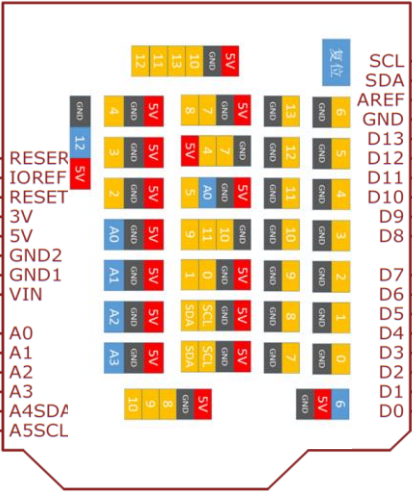 12 11 13 10 GND 5V
复位
SCL
SDA
AREF
GND
D13
D12
D11
D10
D9
D8
D7
D6
D5
D4
D3
D2
D1
D0
RESER
IOREF
RESET
3V
5V
GND2
GND1
VIN
A0
A1
A2
A3
A4SDA
A5SCL
GND 12 5V
4 GND 5V
8 7 GND 5V
GND 13
GND 6
3 GND 5V
5V 4 7 GND
GND 12
GND 5
2 GND 5V
5 A0 GND 5V
GND 11
GND 4
A0 GND 5V
9 11 10 GND
GND 10
GND 3
A1 GND 5V
1 0 GND 5V
GND 9
GND 2
A2 GND 5V
SDA SCL GND 5V
GND 8
GND 1
A3 GND 5V
SDA SCL GND 5V
GND 7
GND 0
10 9 8 GND 5V
GND 5V 6